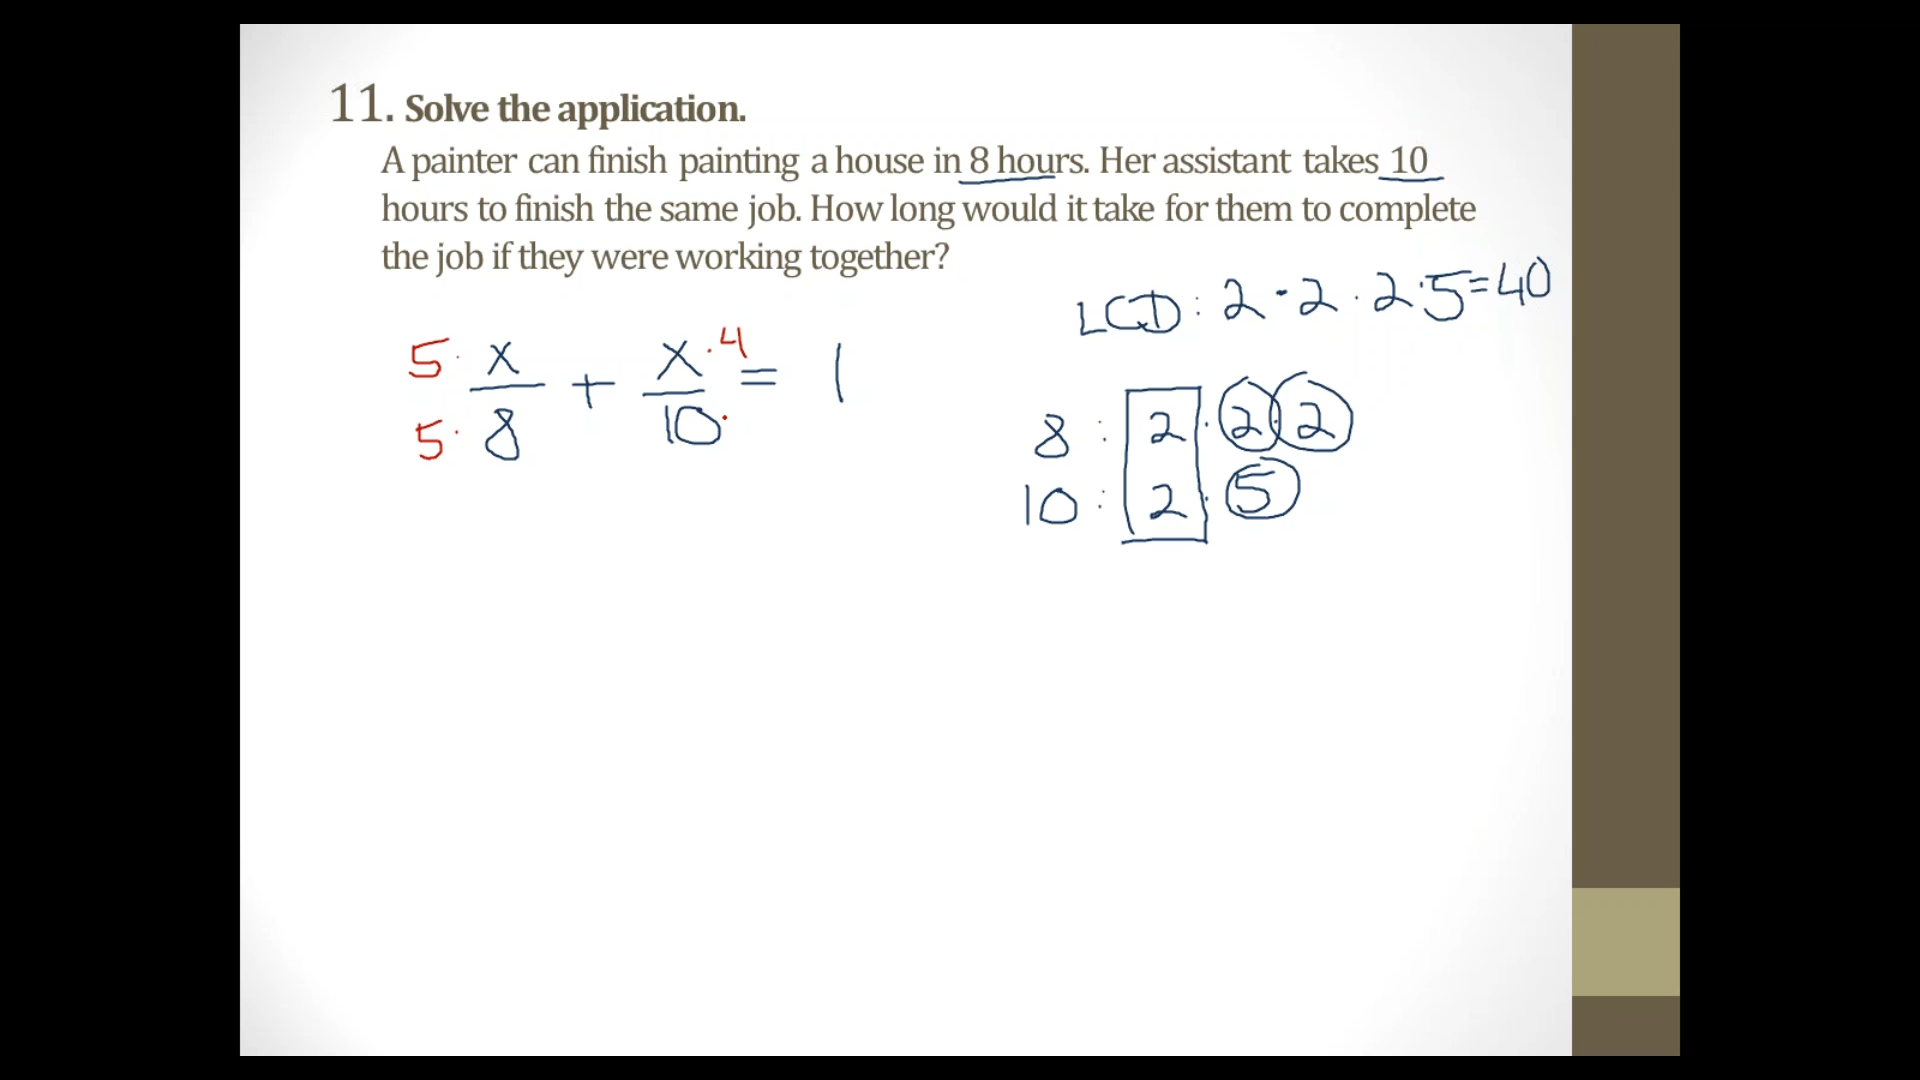 11. Solve the application.
A painter can finish painting a house in 8 hours. Her assistant takes 10
hours to finish the same job. How long would it take for them to complete
the job if they were working together?
LCD: 2 · 2 · 2 · 5 = 40
5 · x/8 + x · 4/10 · = 1
5 ·
8 : 2 · 2 · 2
10 : 2 · 5